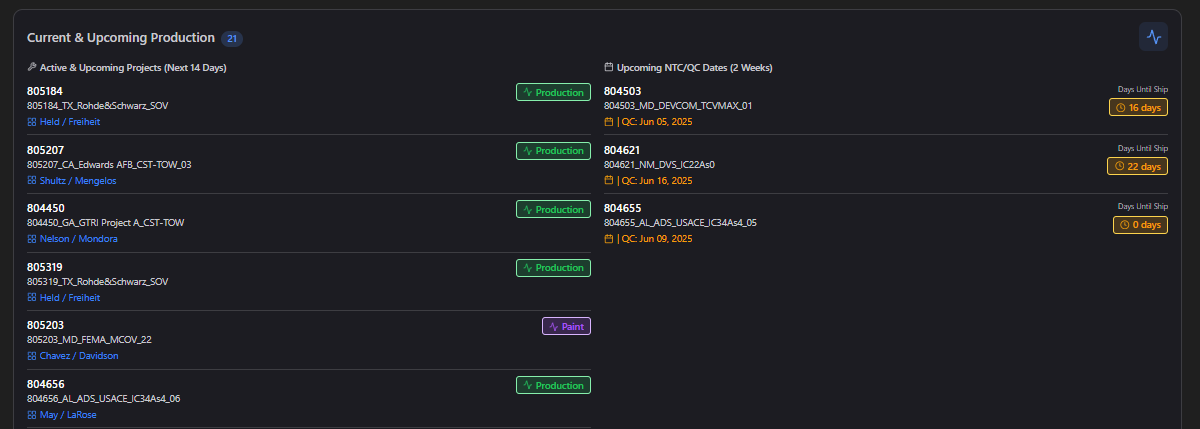 Current & Upcoming Production 21
Active & Upcoming Projects (Next 14 Days)
805184
805184_TX_Rohde&Schwarz_SOV
Held / Freiheit
Production
805207
805207_CA_Edwards AFB_CST-TOW_03
Shultz / Mengelos
Production
804450
804450_GA_GTRI Project A_CST-TOW
Nelson / Mondora
Production
805319
805319_TX_Rohde&Schwarz_SOV
Held / Freiheit
Production
805203
805203_MD_FEMA_MCOV_22
Chavez / Davidson
Paint
804656
804656_AL_ADS_USACE_IC34As4_06
May / LaRose
Production
Upcoming NTC/QC Dates (2 Weeks)
804503
804503_MD_DEVCOM_TCVMAX_01
| QC: Jun 05, 2025
Days Until Ship
16 days
804621
804621_NM_DVS_IC22As0
| QC: Jun 16, 2025
Days Until Ship
22 days
804655
804655_AL_ADS_USACE_IC34As4_05
| QC: Jun 09, 2025
Days Until Ship
0 days